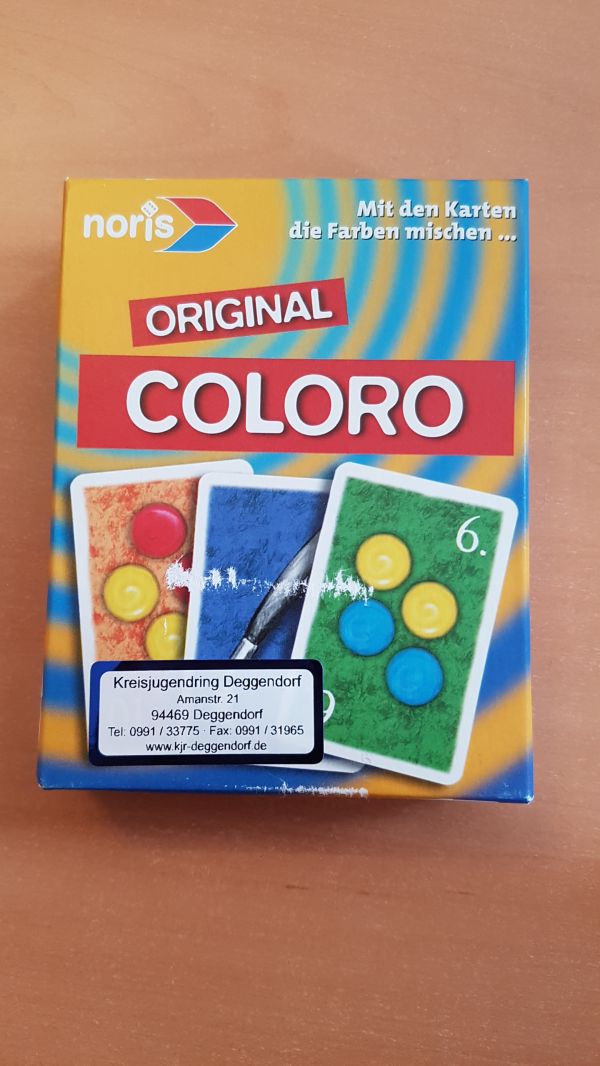 noris
Mit den Karten
die Farben mischen ...
ORIGINAL
COLORO
6.
9
Kreisjugendring Deggendorf
Amanstr. 21
94469 Deggendorf
Tel: 0991 / 33775 · Fax: 0991 / 31965
www.kjr-deggendorf.de